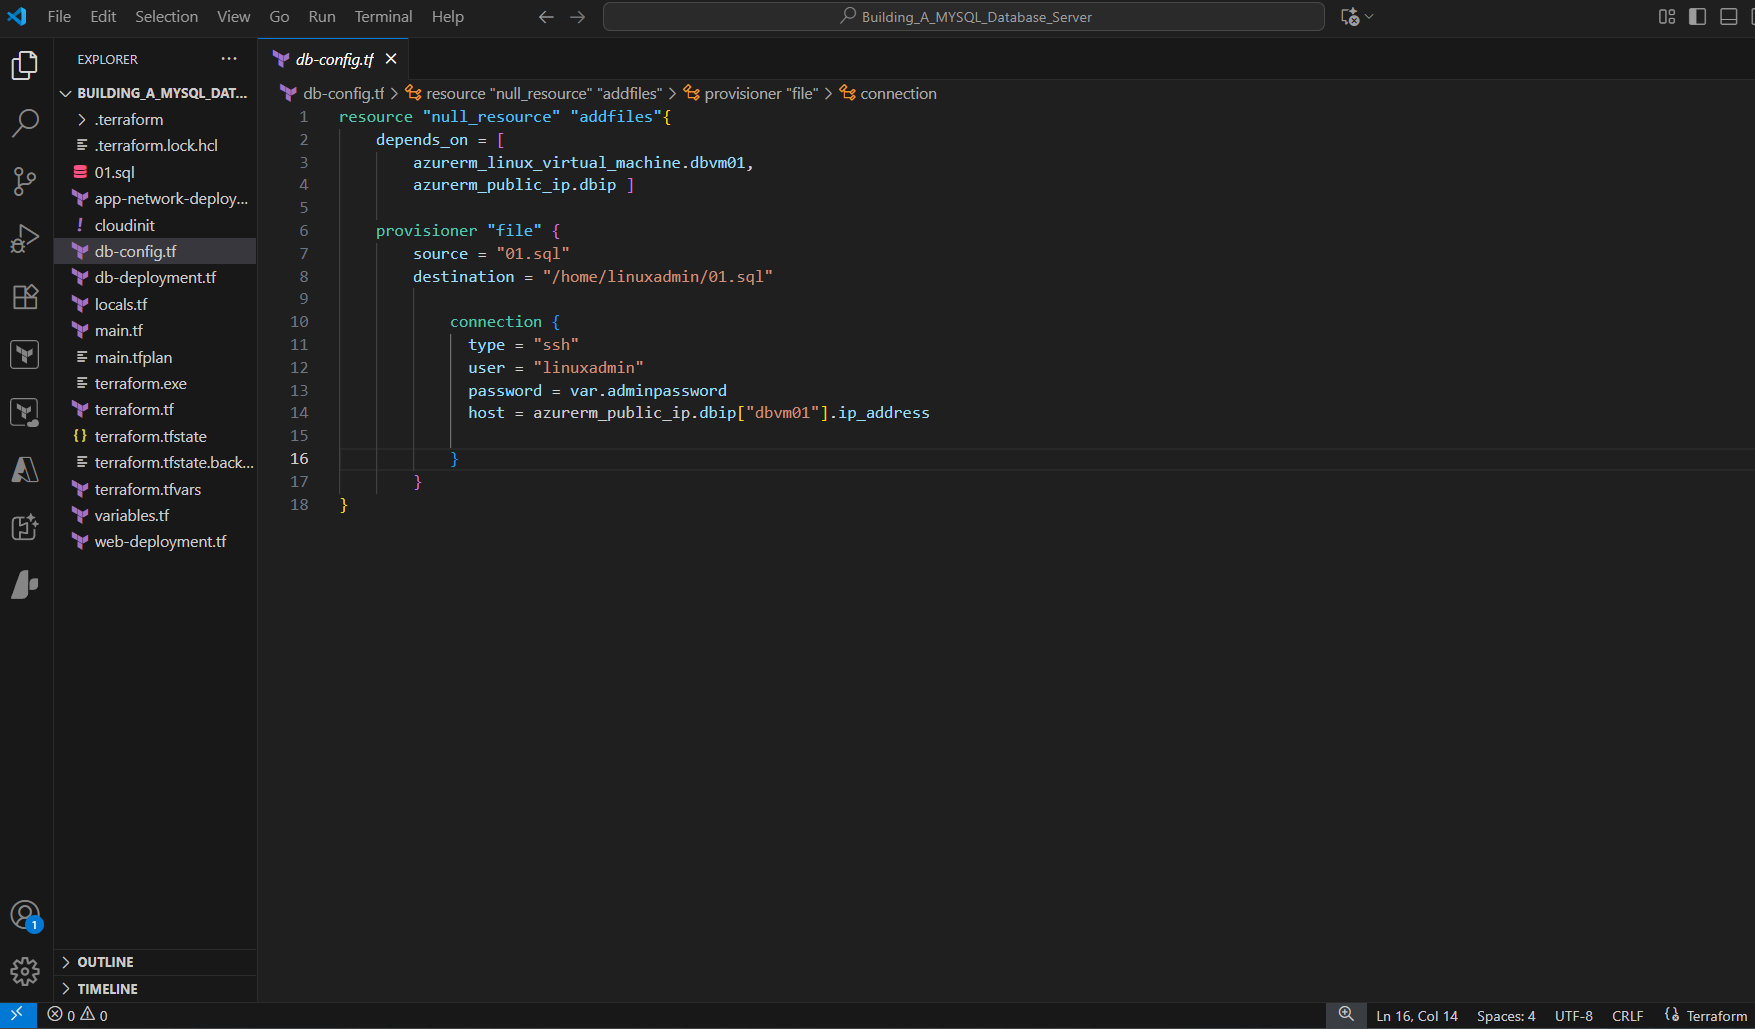 File Edit Selection View Go Run Terminal Help
Building_A_MYSQL_Database_Server
EXPLORER
BUILDING_A_MYSQL_DAT...
.terraform
.terraform.lock.hcl
01.sql
app-network-deploy...
! cloudinit
db-config.tf
db-deployment.tf
locals.tf
main.tf
main.tfplan
terraform.exe
terraform.tf
{} terraform.tfstate
terraform.tfstate.back...
terraform.tfvars
variables.tf
web-deployment.tf
OUTLINE
TIMELINE
db-config.tf
db-config.tf > resource "null_resource" "addfiles" > provisioner "file" > connection
1 resource "null_resource" "addfiles"{
2 depends_on = [
3 azurerm_linux_virtual_machine.dbvm01,
4 azurerm_public_ip.dbip ]
5
6 provisioner "file" {
7 source = "01.sql"
8 destination = "/home/linuxadmin/01.sql"
9
10 connection {
11 type = "ssh"
12 user = "linuxadmin"
13 password = var.adminpassword
14 host = azurerm_public_ip.dbip["dbvm01"].ip_address
15
16 }
17 }
18 }
1
0 0
Ln 16, Col 14 Spaces: 4 UTF-8 CRLF Terraform